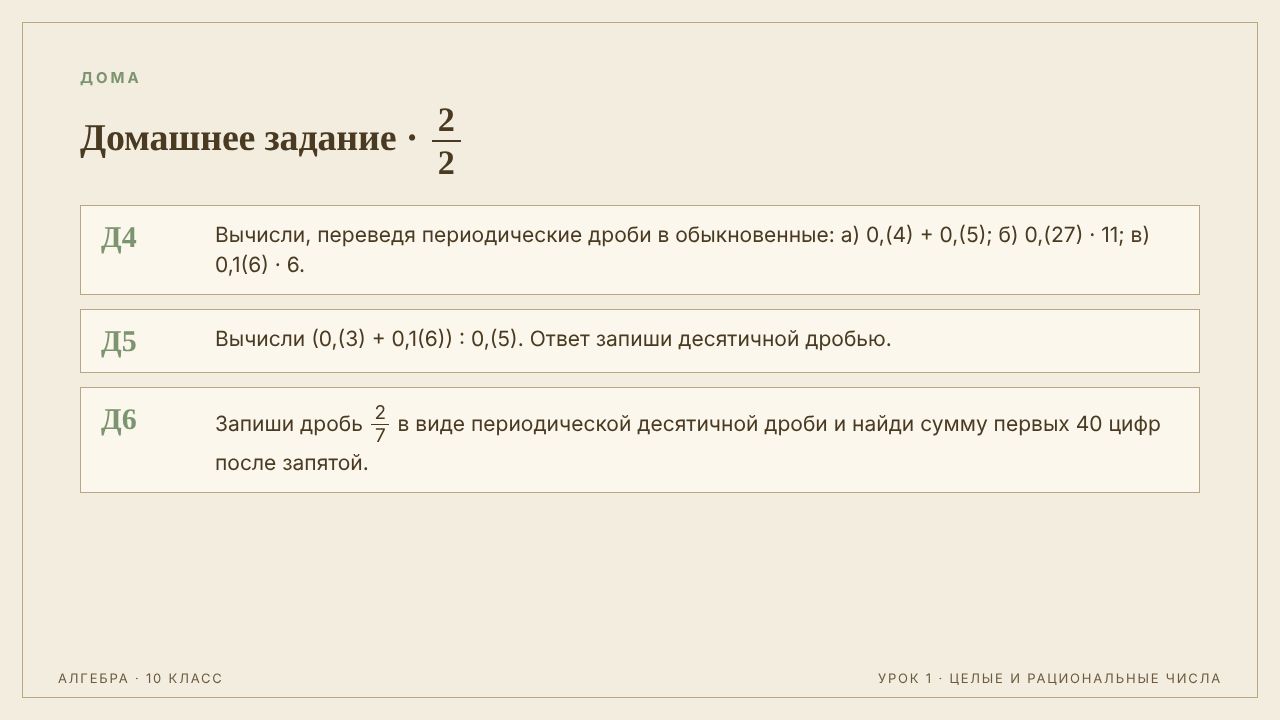 ДОМА
Домашнее задание · 2/2
Д4
Вычисли, переведя периодические дроби в обыкновенные: а) 0,(4) + 0,(5); б) 0,(27) · 11; в)
0,1(6) · 6.
Д5
Вычисли (0,(3) + 0,1(6)) : 0,(5). Ответ запиши десятичной дробью.
Д6
Запиши дробь 2/7 в виде периодической десятичной дроби и найди сумму первых 40 цифр
после запятой.
АЛГЕБРА · 10 КЛАСС
УРОК 1 · ЦЕЛЫЕ И РАЦИОНАЛЬНЫЕ ЧИСЛА